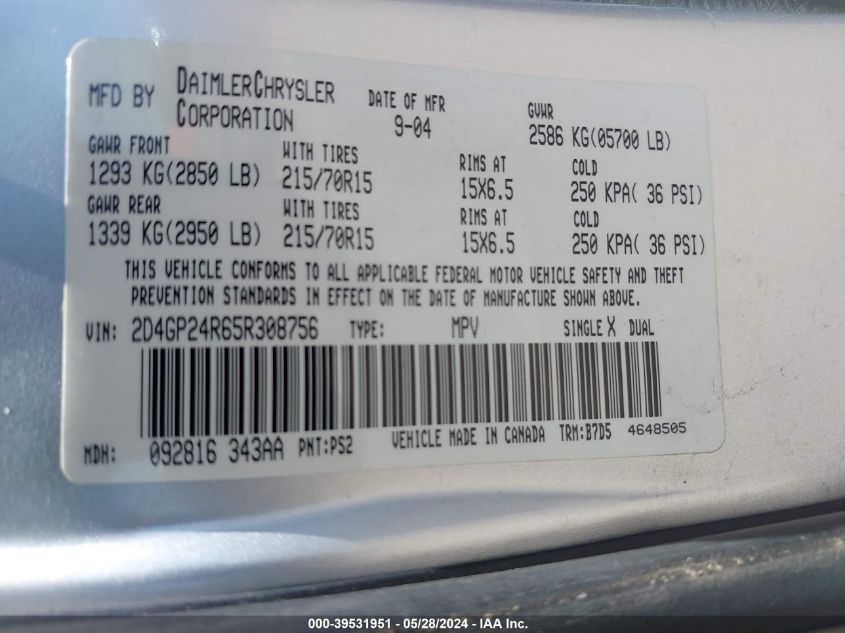 MFD BY DAIMLERCHRYSLER CORPORATION DATE OF MFR 9-04 GVWR 2586 KG(05700 LB)
GAWR FRONT WITH TIRES RIMS AT COLD
1293 KG(2850 LB) 215/70R15 15X6.5 250 KPA( 36 PSI)
GAWR REAR WITH TIRES RIMS AT COLD
1339 KG(2950 LB) 215/70R15 15X6.5 250 KPA( 36 PSI)
THIS VEHICLE CONFORMS TO ALL APPLICABLE FEDERAL MOTOR VEHICLE SAFETY AND THEFT
PREVENTION STANDARDS IN EFFECT ON THE DATE OF MANUFACTURE SHOWN ABOVE.
VIN: 2D4GP24R65R308756 TYPE: MPV SINGLE X DUAL
MDH: 092816 343AA PNT:PS2 VEHICLE MADE IN CANADA TRM:B7D5 4648505
000-39531951 / 05/28/2024 - IAA Inc.